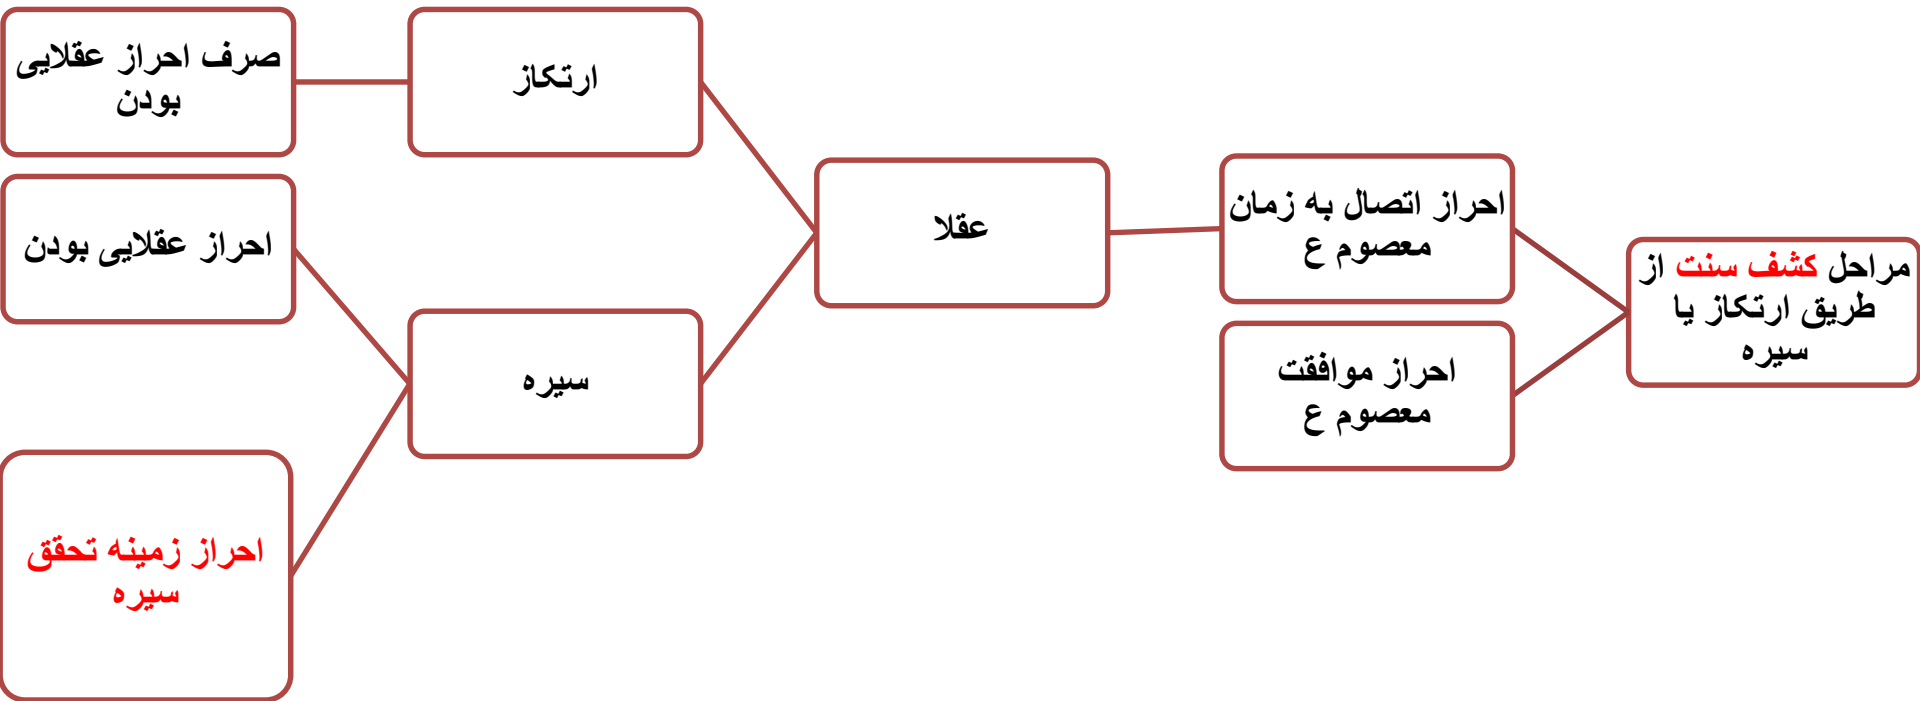 مراحل کشف سنت از
طریق ارتکاز یا
سیره
احراز اتصال به زمان
معصوم ع
احراز موافقت
معصوم ع
عقلا
ارتکاز
سیره
صرف احراز عقلایی
بودن
احراز عقلایی بودن
احراز زمینه تحقق
سیره